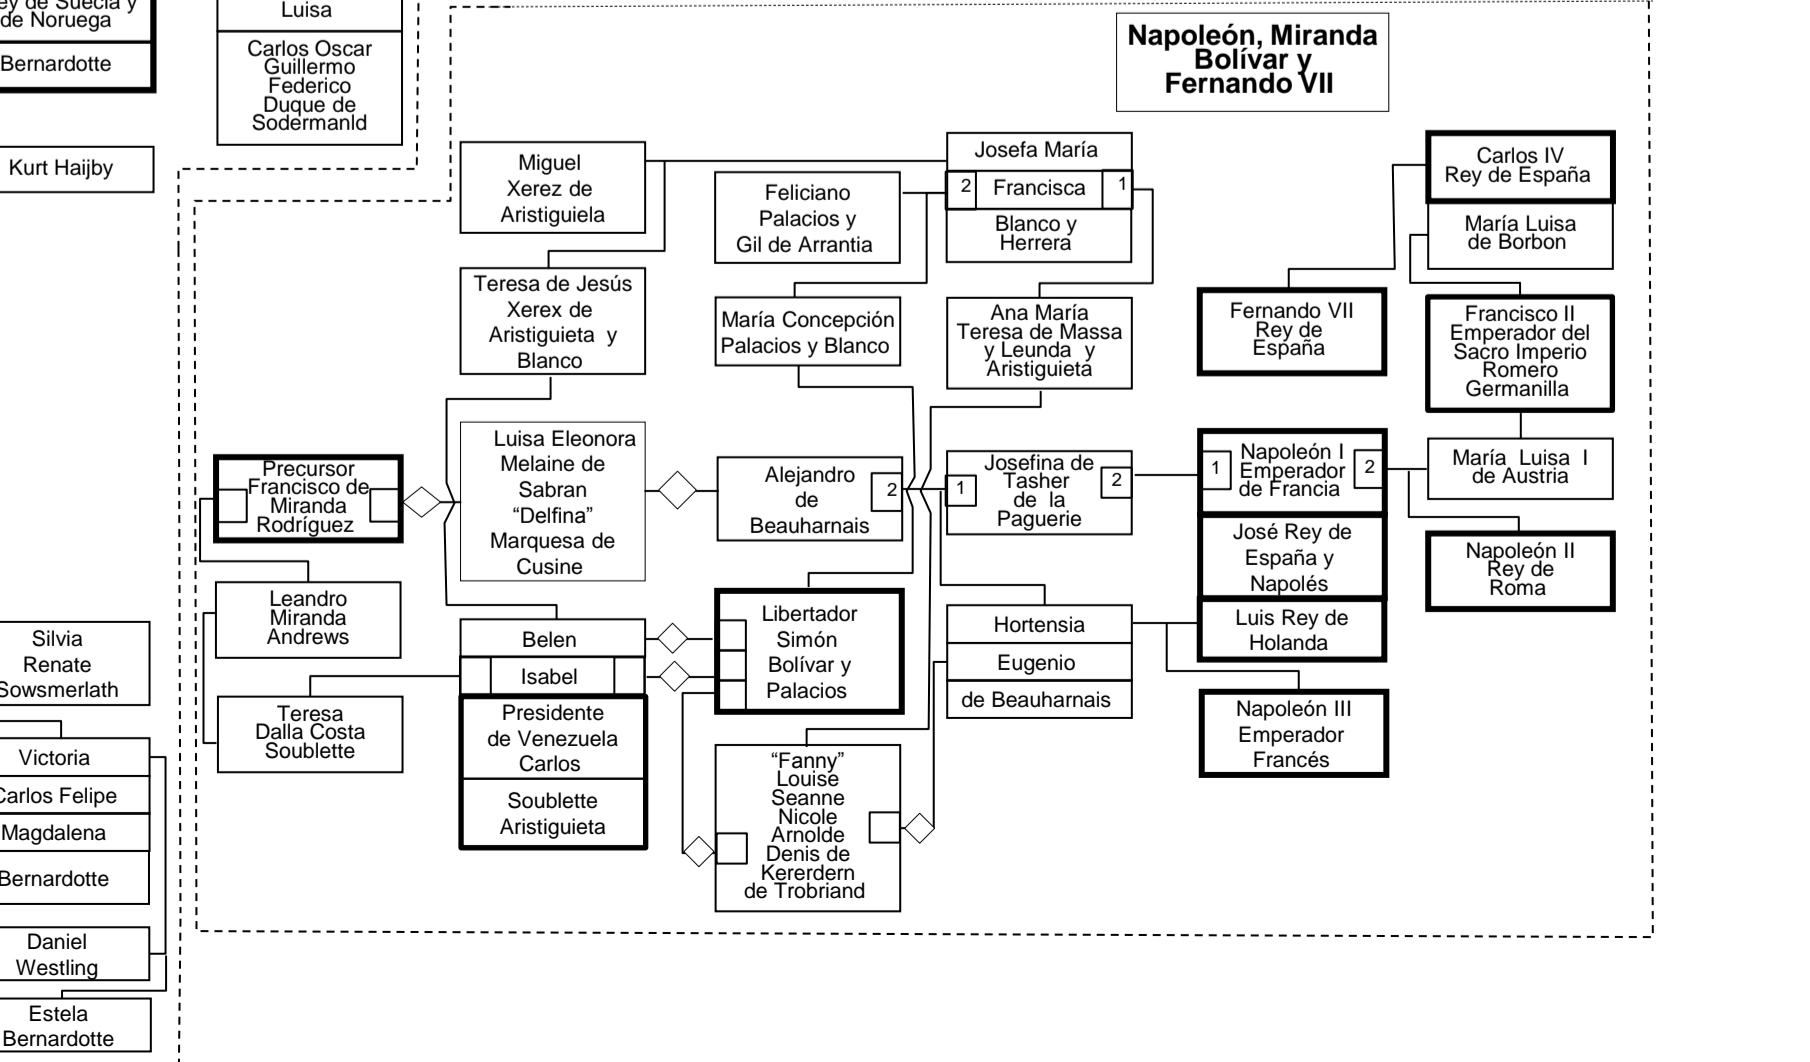 ey de Suecia y
de Noruega
Bernardotte
Luisa
Carlos Oscar
Guillermo
Federico
Duque de
Sodermanld
Kurt Haijby
Napoleón, Miranda
Bolívar y
Fernando VII
Miguel
Xerez de
Aristiguiela
Feliciano
Palacios y
Gil de Arrantia
Josefa María
2 Francisca 1
Blanco y
Herrera
Carlos IV
Rey de España
María Luisa
de Borbon
Teresa de Jesús
Xerex de
Aristiguieta y
Blanco
María Concepción
Palacios y Blanco
Ana María
Teresa de Massa
y Leunda y
Aristiguieta
Fernando VII
Rey de
España
Francisco II
Emperador del
Sacro Imperio
Romero
Germanilla
Precursor
Francisco de
Miranda
Rodríguez
Luisa Eleonora
Melaine de
Sabran
“Delfina”
Marquesa de
Cusine
Alejandro
de
Beauharnais
2
1
Josefina de
Tasher
de la
Paguerie
2
1
Napoleón I
Emperador
de Francia
2
María Luisa I
de Austria
José Rey de
España y
Napolés
Luis Rey de
Holanda
Napoleón II
Rey de
Roma
Leandro
Miranda
Andrews
Belen
Isabel
Presidente
de Venezuela
Carlos
Soublette
Aristiguieta
Libertador
Simón
Bolívar y
Palacios
Hortensia
Eugenio
de Beauharnais
Napoleón III
Emperador
Francés
Teresa
Dalla Costa
Soublette
“Fanny”
Louise
Seanne
Nicole
Arnolde
Denis de
Kererdern
de Trobriand
Silvia
Renate
Sowsmerlath
Victoria
Carlos Felipe
Magdalena
Bernardotte
Daniel
Westling
Estela
Bernardotte